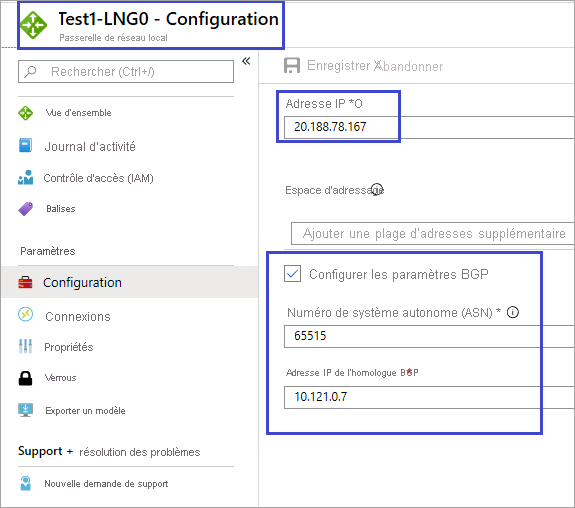 Test1-LNG0 - Configuration
Passerelle de réseau local
Rechercher (Ctrl+/)
«
Vue d'ensemble
Journal d'activité
Contrôle d'accès (IAM)
Balises
Paramètres
Configuration
Connexions
Propriétés
Verrous
Exporter un modèle
Support + résolution des problèmes
Nouvelle demande de support
Enregistrer X Abandonner
Adresse IP *O
20.188.78.167
Espace d'adressage
Ajouter une plage d'adresses supplémentaire
Configurer les paramètres BGP
Numéro de système autonome (ASN) *
65515
Adresse IP de l'homologue BGP *
10.121.0.7